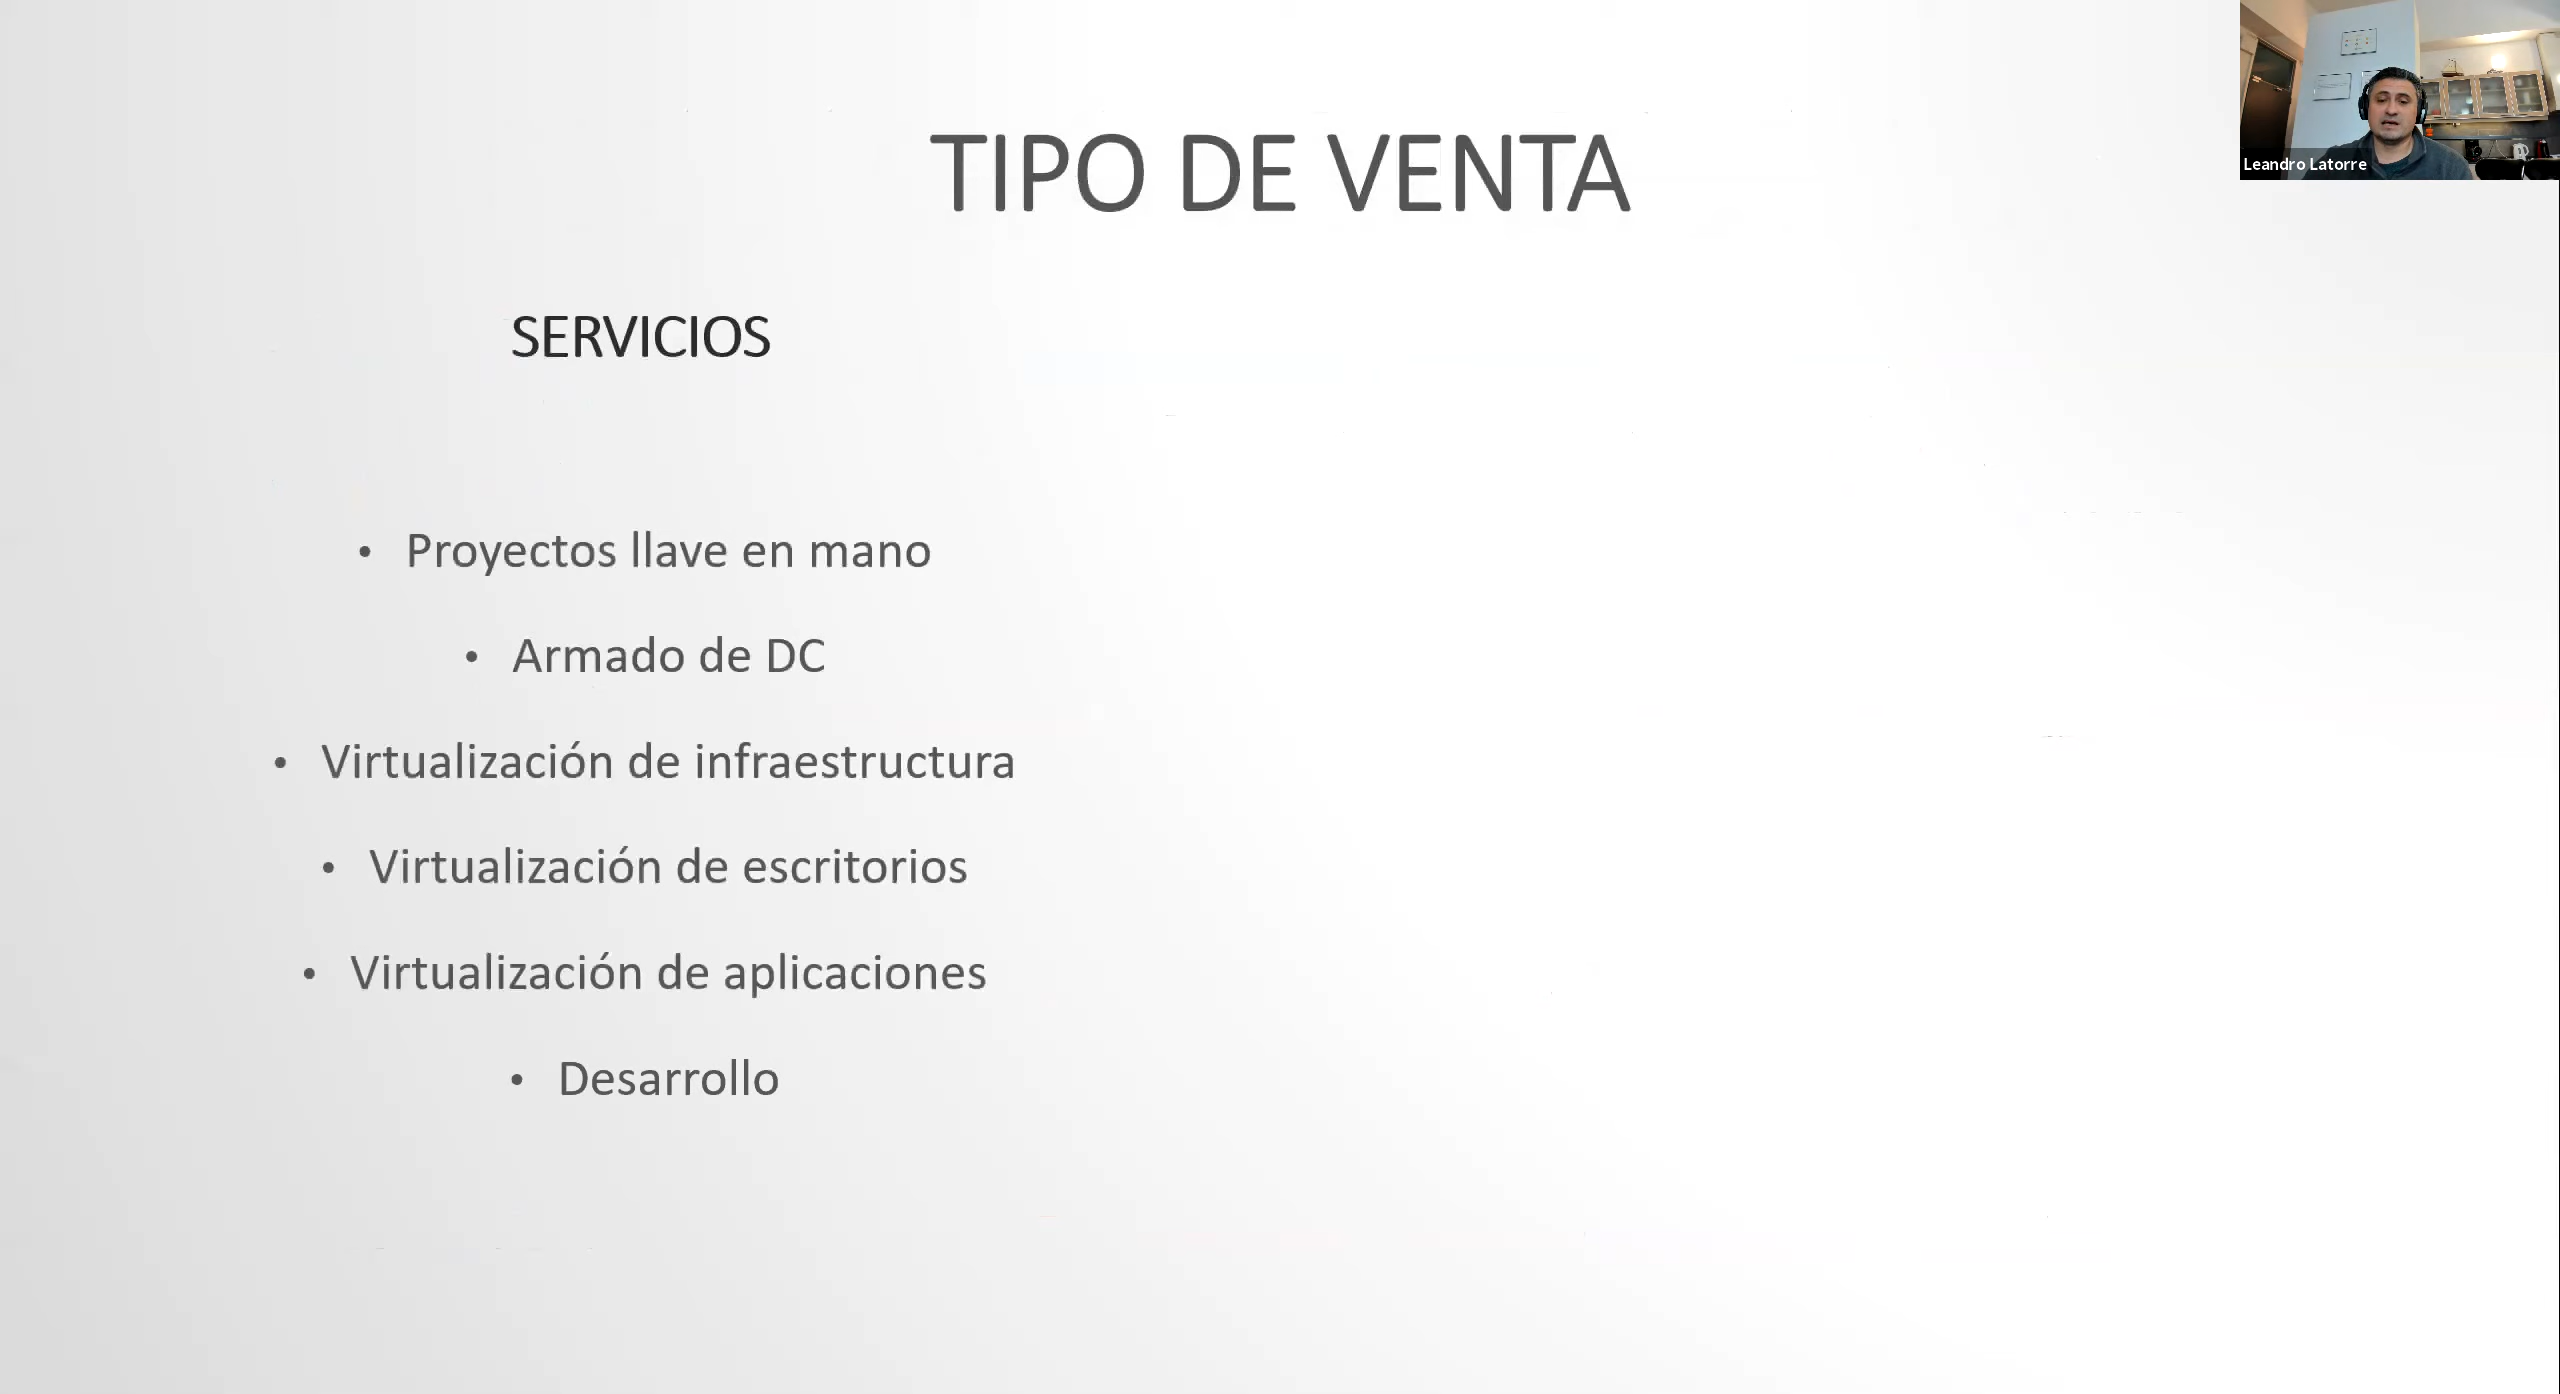 TIPO DE VENTA
Leandro Latorre
SERVICIOS
• Proyectos llave en mano
• Armado de DC
• Virtualización de infraestructura
• Virtualización de escritorios
• Virtualización de aplicaciones
• Desarrollo